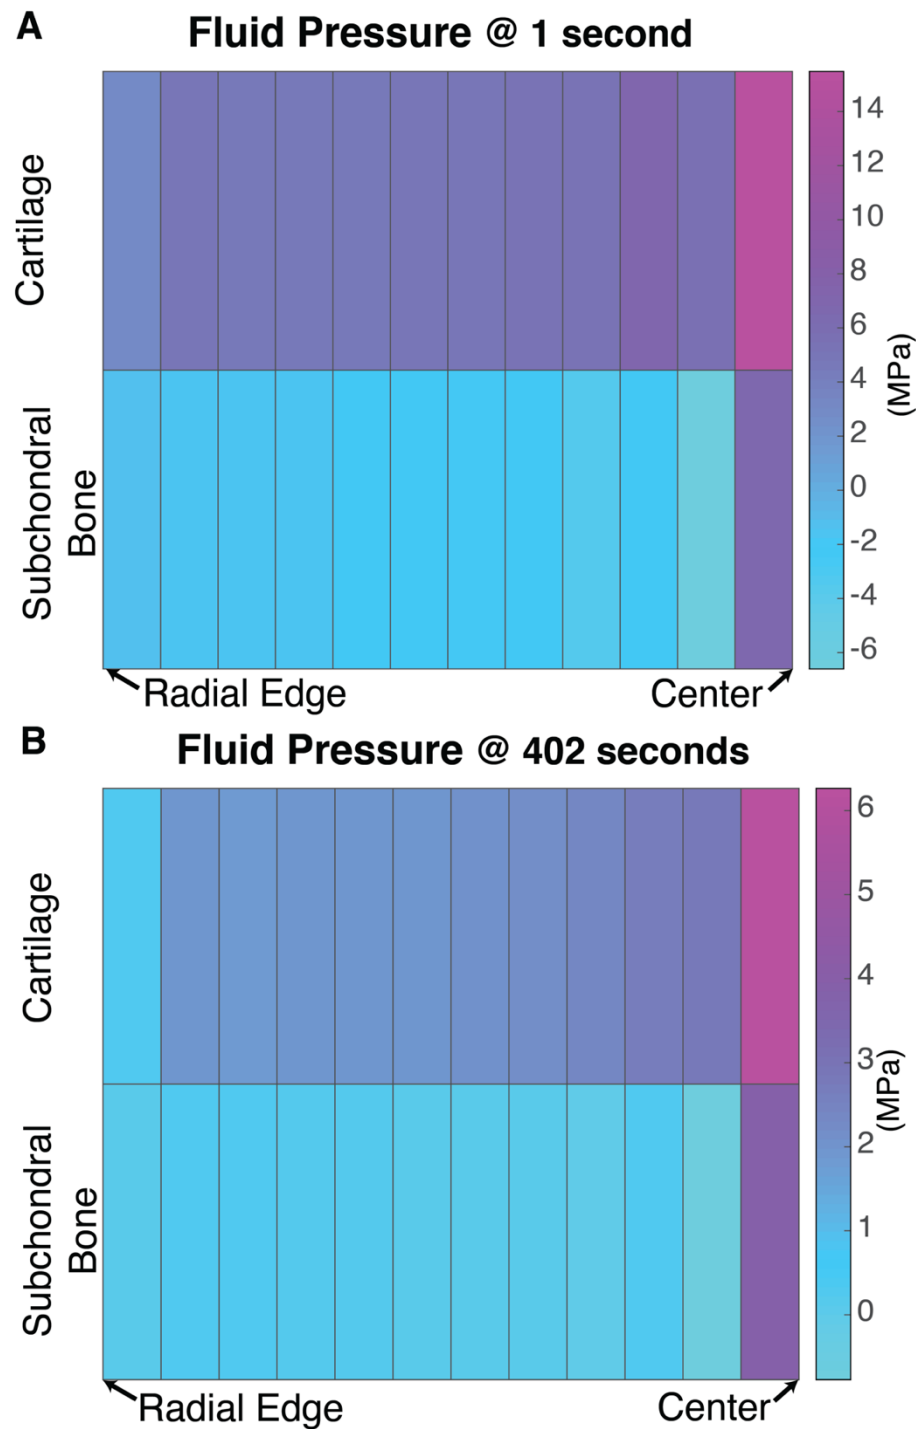 A
Fluid Pressure @ 1 second
Cartilage
Subchondral
Bone
14
12
10
8
6
4
2
0
-2
-4
-6
(MPa)
Radial Edge
Center
B
Fluid Pressure @ 402 seconds
Cartilage
Subchondral
Bone
6
5
4
3
2
1
0
(MPa)
Radial Edge
Center